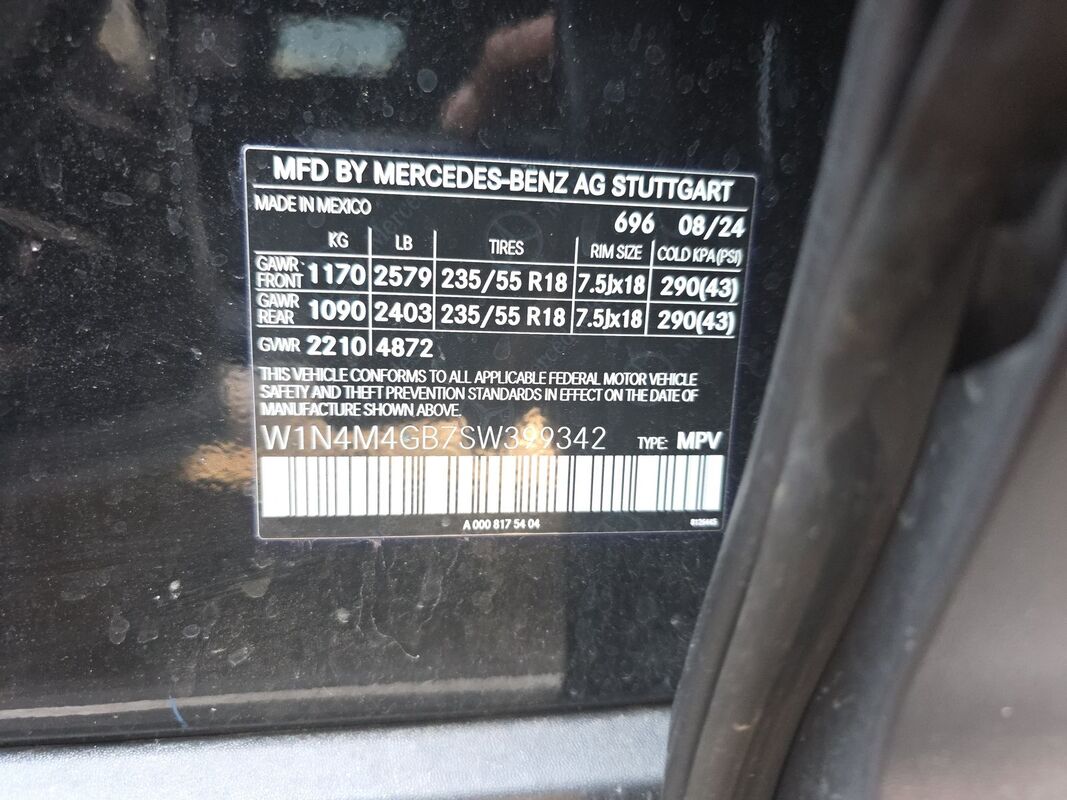 MFD BY MERCEDES-BENZ AG STUTTGART
MADE IN MEXICO
696 08/24
KG LB TIRES RIM SIZE COLD KPA (PSI)
GAWR FRONT 1170 2579 235/55 R18 7.5Jx18 290(43)
GAWR REAR 1090 2403 235/55 R18 7.5Jx18 290(43)
GVWR 2210 4872
THIS VEHICLE CONFORMS TO ALL APPLICABLE FEDERAL MOTOR VEHICLE
SAFETY AND THEFT PREVENTION STANDARDS IN EFFECT ON THE DATE OF
MANUFACTURE SHOWN ABOVE.
W1N4M4GB7SW399342 TYPE: MPV
A 000 817 54 04